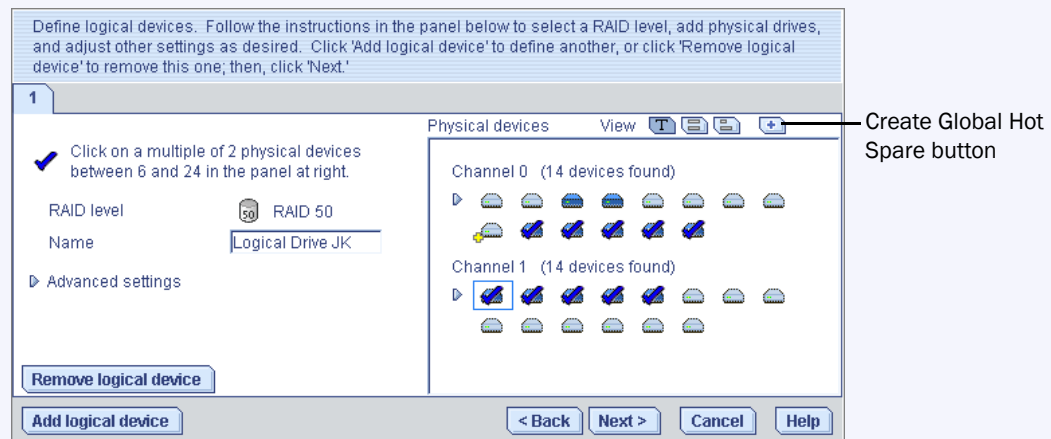 Define logical devices. Follow the instructions in the panel below to select a RAID level, add physical drives,
and adjust other settings as desired. Click 'Add logical device' to define another, or click 'Remove logical
device' to remove this one; then, click 'Next.'
1
Physical devices View T
Create Global Hot
Spare button
Click on a multiple of 2 physical devices
between 6 and 24 in the panel at right.
RAID level 50 RAID 50
Name Logical Drive JK
Advanced settings
Channel 0 (14 devices found)
Channel 1 (14 devices found)
Remove logical device
Add logical device
< Back Next > Cancel Help